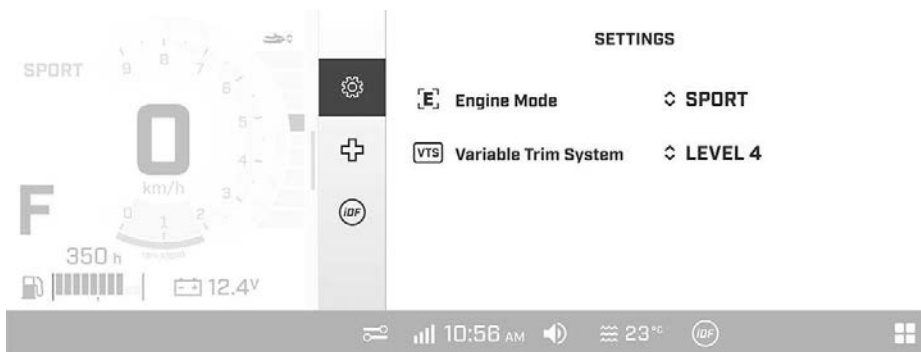 SETTINGS
SPORT
9 8 7
6
5
4
3
0 1 2
0
km/h
F
350 h
12.4V
[E] Engine Mode SPORT
VTS Variable Trim System LEVEL 4
iDF
10:56 AM 23°C iDF